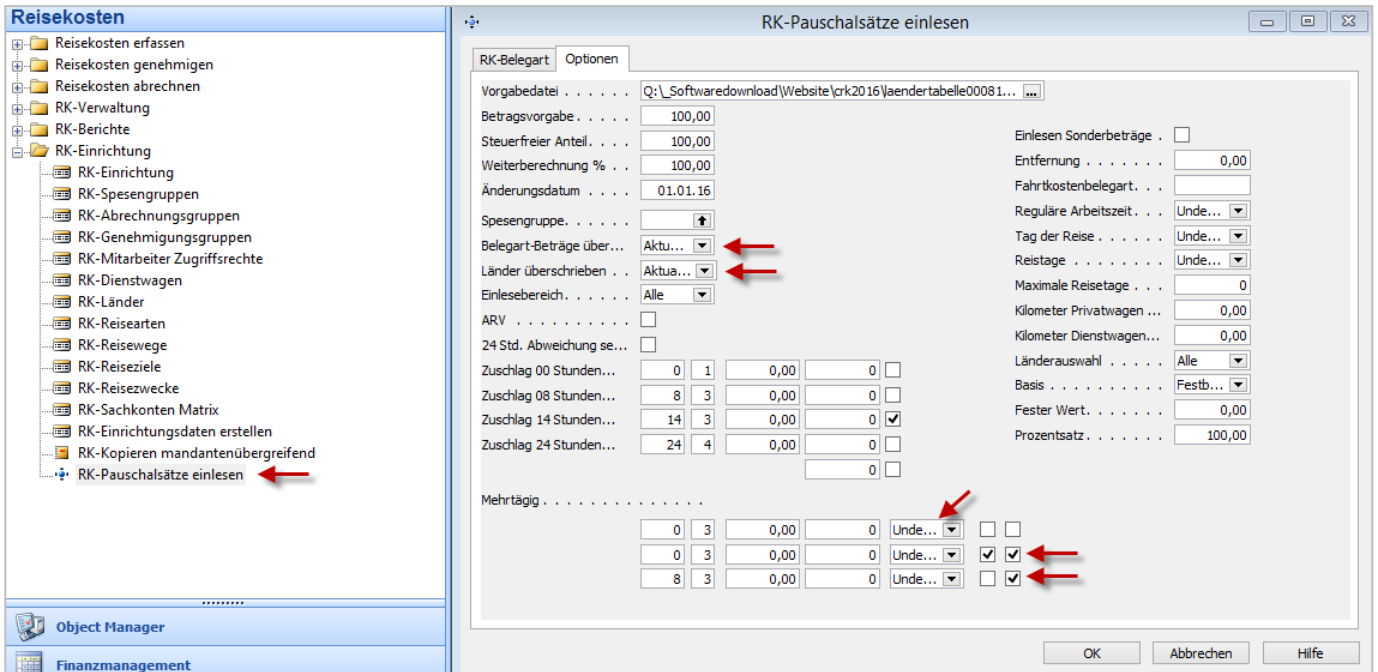 Reisekosten
Reisekosten erfassen
Reisekosten genehmigen
Reisekosten abrechnen
RK-Verwaltung
RK-Berichte
RK-Einrichtung
RK-Einrichtung
RK-Spesengruppen
RK-Abrechnungsgruppen
RK-Genehmigungsgruppen
RK-Mitarbeiter Zugriffsrechte
RK-Dienstwagen
RK-Länder
RK-Reisearten
RK-Reisewege
RK-Reiseziele
RK-Reisezwecke
RK-Sachkonten Matrix
RK-Einrichtungsdaten erstellen
RK-Kopieren mandantenübergreifend
RK-Pauschalsätze einlesen
Object Manager
Finanzmanagement
RK-Pauschalsätze einlesen
RK-Belegart Optionen
Vorgabedatei . . . . . . Q:\_Softwaredownload\Website\crk2016\laendertabelle00081... ...
Betragsvorgabe . . . . . 100,00
Steuerfreier Anteil. . . . 100,00
Weiterberechnung % . . 100,00
Änderungsdatum . . . . 01.01.16
Spesengruppe. . . . . .
Belegart-Beträge über... Aktu...
Länder überschrieben . . Aktua...
Einlesebereich. . . . . . Alle
ARV . . . . . . . . . .
24 Std. Abweichung se...
Zuschlag 00 Stunden... 0 1 0,00 0
Zuschlag 08 Stunden... 8 3 0,00 0
Zuschlag 14 Stunden... 14 3 0,00 0
Zuschlag 24 Stunden... 24 4 0,00 0
0
Mehrtägig . . . . . . . . . . . . . .
0 3 0,00 0 Unde...
0 3 0,00 0 Unde...
8 3 0,00 0 Unde...
Einlesen Sonderbeträge .
Entfernung . . . . . . . 0,00
Fahrtkostenbelegart. . .
Reguläre Arbeitszeit . . . Unde...
Tag der Reise . . . . . . Unde...
Reistage . . . . . . . . Unde...
Maximale Reisetage . . . 0
Kilometer Privatwagen ... 0,00
Kilometer Dienstwagen... 0,00
Länderauswahl . . . . . Alle
Basis . . . . . . . . . . Festb...
Fester Wert. . . . . . . 0,00
Prozentsatz. . . . . . . 100,00
OK Abbrechen Hilfe